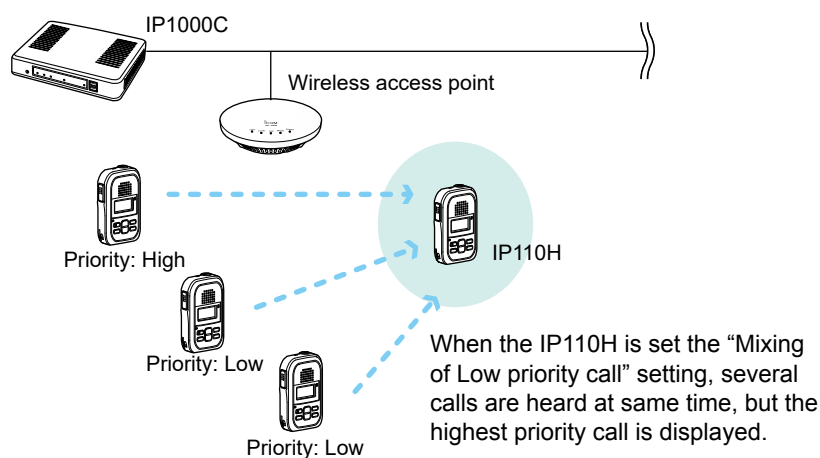 IP1000C
Wireless access point
Priority: High
IP110H
Priority: Low
When the IP110H is set the “Mixing
of Low priority call” setting, several
calls are heard at same time, but the
highest priority call is displayed.
Priority: Low